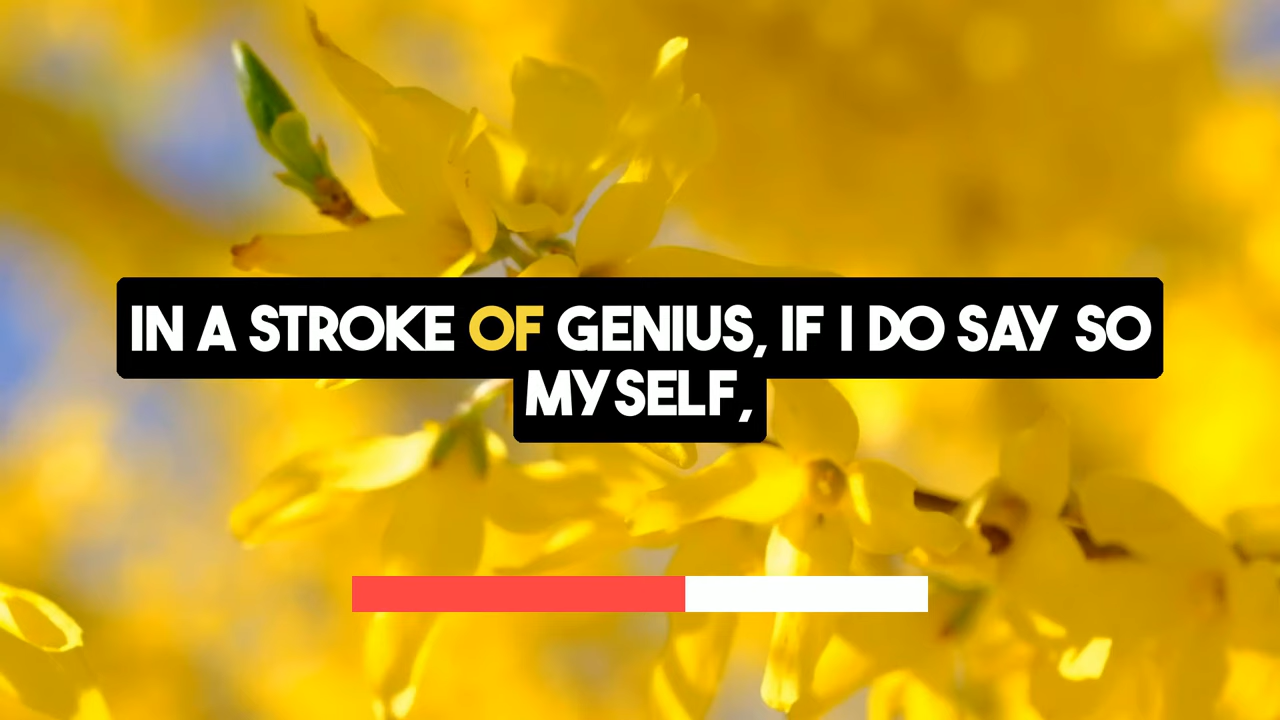 IN A STROKE OF GENIUS, IF I DO SAY SO
MYSELF,